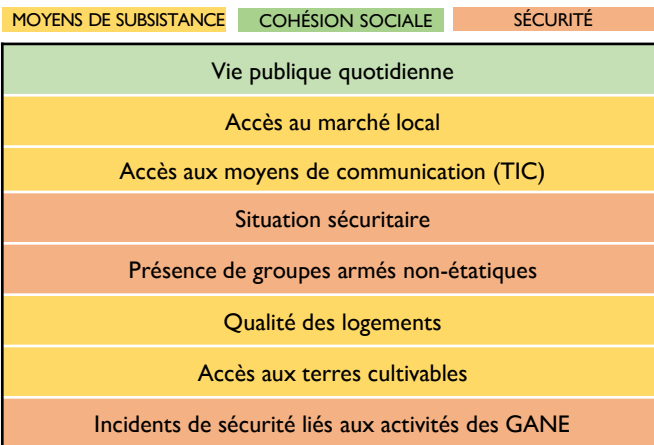 MOYENS DE SUBSISTANCE COHÉSION SOCIALE SÉCURITÉ
Vie publique quotidienne
Accès au marché local
Accès aux moyens de communication (TIC)
Situation sécuritaire
Présence de groupes armés non-étatiques
Qualité des logements
Accès aux terres cultivables
Incidents de sécurité liés aux activités des GANE